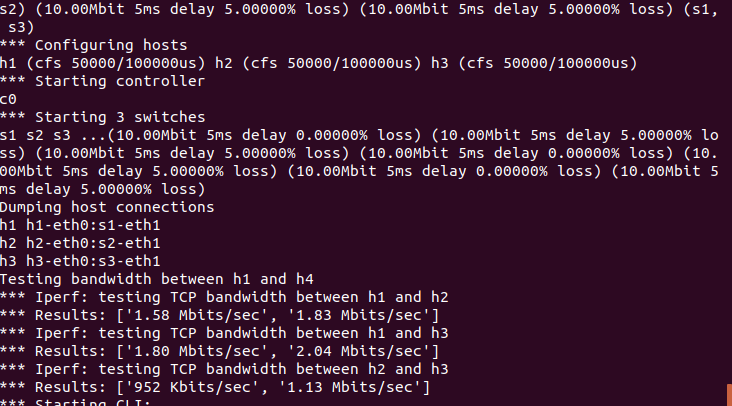 s2) (10.00Mbit 5ms delay 5.00000% loss) (10.00Mbit 5ms delay 5.00000% loss) (s1,
 s3)
*** Configuring hosts
h1 (cfs 50000/100000us) h2 (cfs 50000/100000us) h3 (cfs 50000/100000us)
*** Starting controller
c0
*** Starting 3 switches
s1 s2 s3 ...(10.00Mbit 5ms delay 0.00000% loss) (10.00Mbit 5ms delay 5.00000% lo
ss) (10.00Mbit 5ms delay 5.00000% loss) (10.00Mbit 5ms delay 0.00000% loss) (10.
00Mbit 5ms delay 5.00000% loss) (10.00Mbit 5ms delay 0.00000% loss) (10.00Mbit 5
ms delay 5.00000% loss)
Dumping host connections
h1 h1-eth0:s1-eth1
h2 h2-eth0:s2-eth1
h3 h3-eth0:s3-eth1
Testing bandwidth between h1 and h4
*** Iperf: testing TCP bandwidth between h1 and h2
*** Results: ['1.58 Mbits/sec', '1.83 Mbits/sec']
*** Iperf: testing TCP bandwidth between h1 and h3
*** Results: ['1.80 Mbits/sec', '2.04 Mbits/sec']
*** Iperf: testing TCP bandwidth between h2 and h3
*** Results: ['952 Kbits/sec', '1.13 Mbits/sec']
*** Starting CLI: